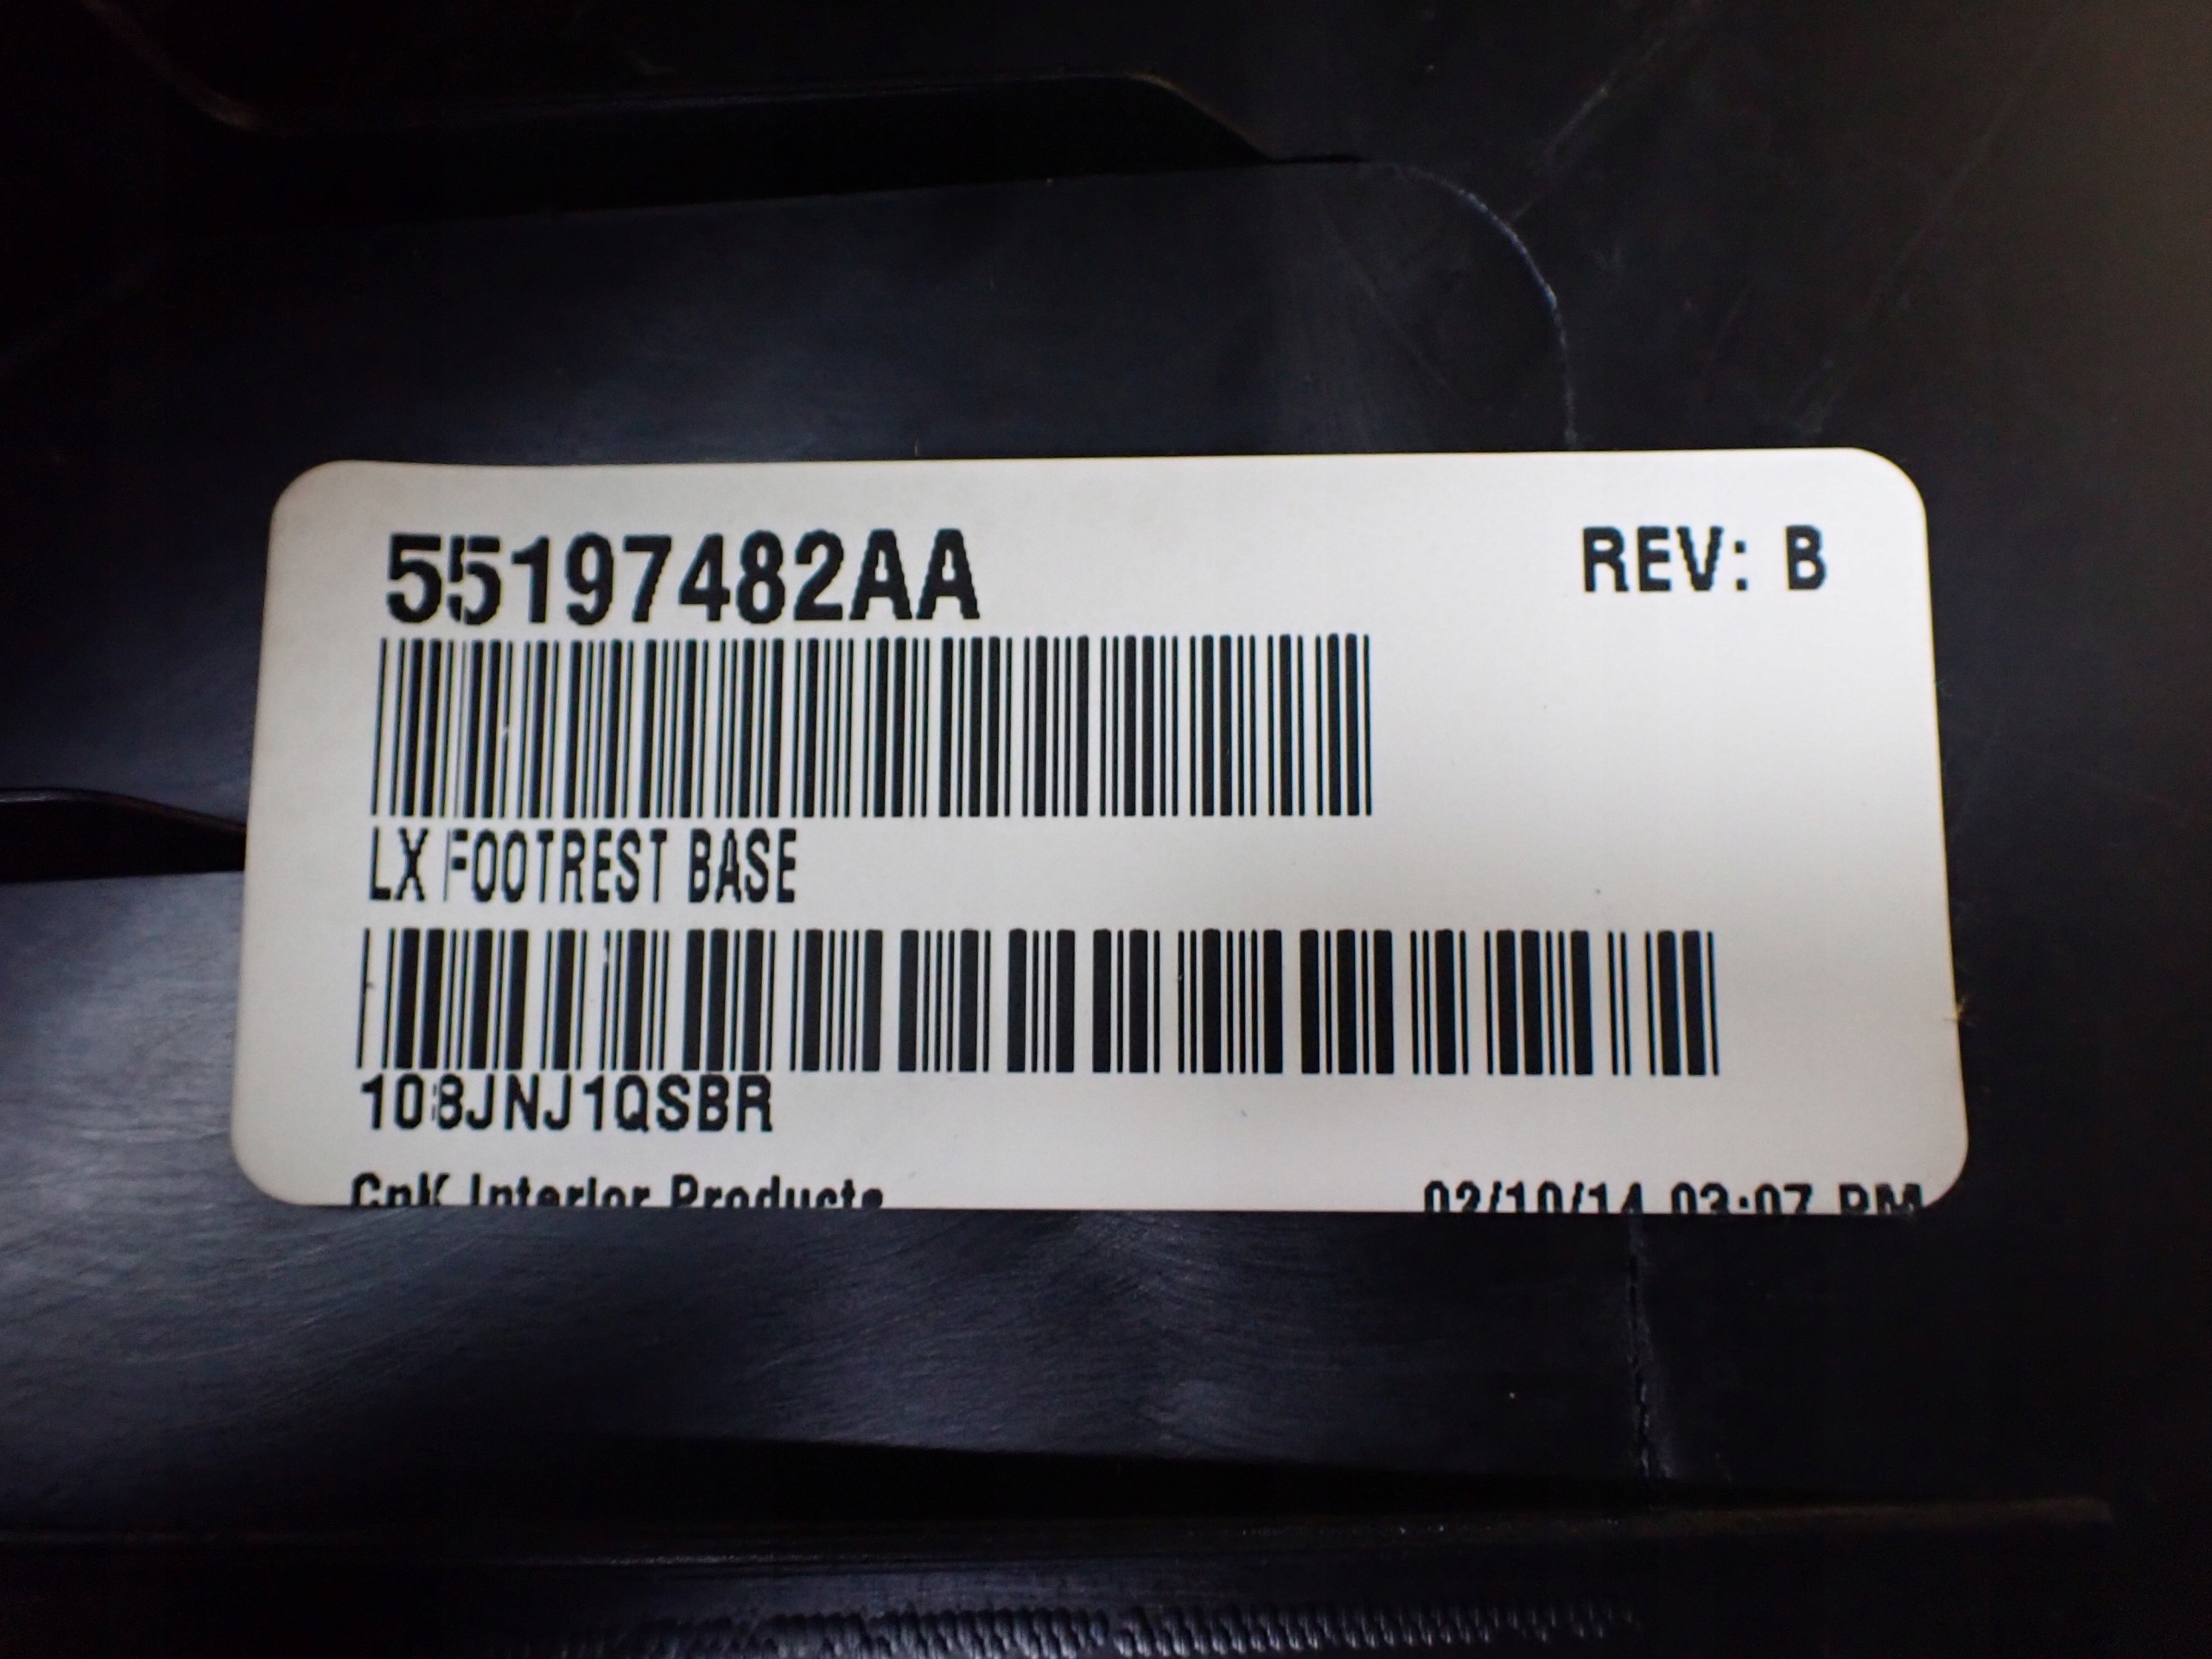 55197482AA REV: B
LX FOOTREST BASE
108JNJ1QSBR
CnK Interior Products 02/10/14 03:07 PM